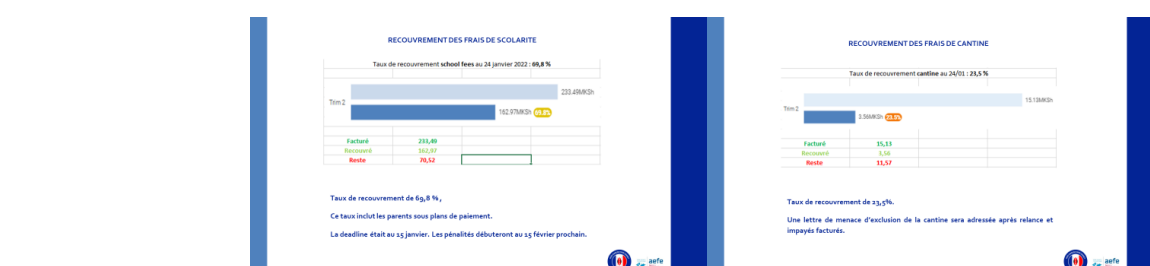 RECOUVREMENT DES FRAIS DE SCOLARITE
Taux de recouvrement school fees au 24 janvier 2022 : 69,8 %
233.49MKSh
Trim 2
162.97MKSh 69.8%
Facturé 233,49
Recouvré 162,97
Reste 70,52
Taux de recouvrement de 69,8 %,
Ce taux inclut les parents sous plans de paiement.
La deadline était au 15 janvier. Les pénalités débuteront au 15 février prochain.
aefe
RECOUVREMENT DES FRAIS DE CANTINE
Taux de recouvrement cantine au 24/01 : 23,5 %
15.13MKSh
Trim 2
3.56MKSh 23.5%
Facturé 15,13
Recouvré 3,56
Reste 11,57
Taux de recouvrement de 23,5%.
Une lettre de menace d'exclusion de la cantine sera adressée après relance et
impayés facturés.
aefe